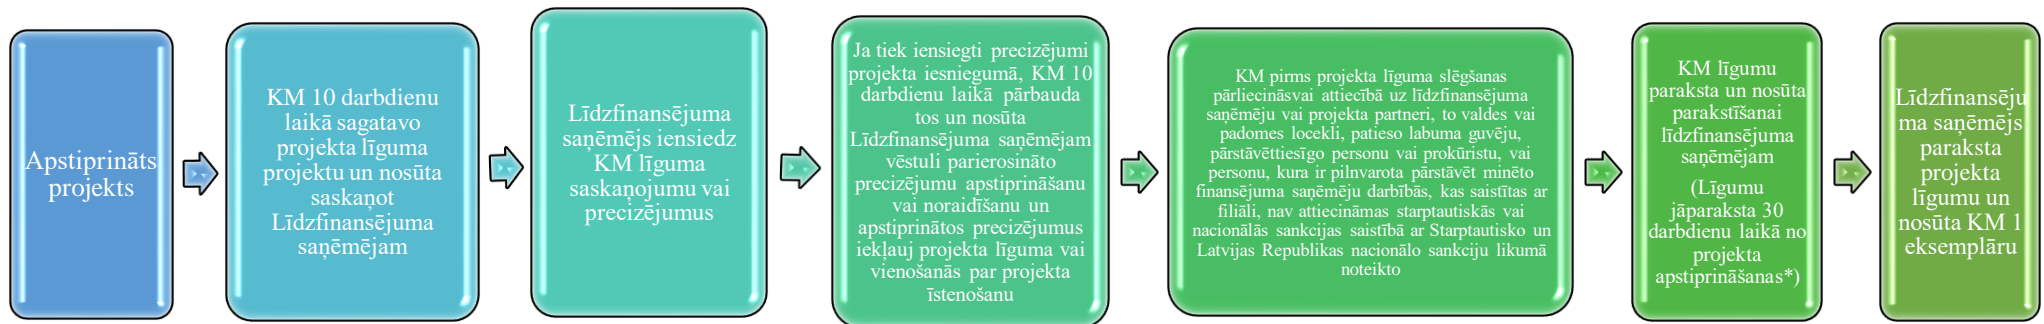 Apstiprināts
projekts
KM 10 darbdienu
laikā sagatavo
projekta līguma
projektu un nosūta
saskaņot
Līdzfinansējuma
saņēmējam
Līdzfinansējuma
saņēmējs iensiedz
KM līguma
saskaņojumu vai
precizējumus
Ja tiek iensiegti precizējumi
projekta iesniegumā, KM 10
darbdienu laikā pārbauda
tos un nosūta
Līdzfinansējuma saņēmējam
vēstuli parierosināto
precizējumu apstiprināšanu
vai noraidīšanu un
apstiprinātos precizējumus
iekļauj projekta līguma vai
vienošanās par projekta
īstenošanu
KM pirms projekta līguma slēgšanas
pārliecināsvai attiecībā uz līdzfinansējuma
saņēmēju vai projekta partneri, to valdes vai
padomes locekli, patieso labuma guvēju,
pārstāvēttiesīgo personu vai prokūristu, vai
personu, kura ir pilnvarota pārstāvēt minēto
finansējuma saņēmēju darbībās, kas saistītas ar
filiāli, nav attiecināmas starptautiskās vai
nacionālās sankcijas saistībā ar Starptautisko un
Latvijas Republikas nacionālo sankciju likumā
noteikto
KM līgumu
paraksta un nosūta
parakstīšanai
līdzfinansējuma
saņēmējam
(Līgumu
jāparaksta 30
darbdienu laikā no
projekta
apstiprināšanas*)
Līdzfinansēju
ma saņēmējs
paraksta
projekta
līgumu un
nosūta KM 1
eksemplāru